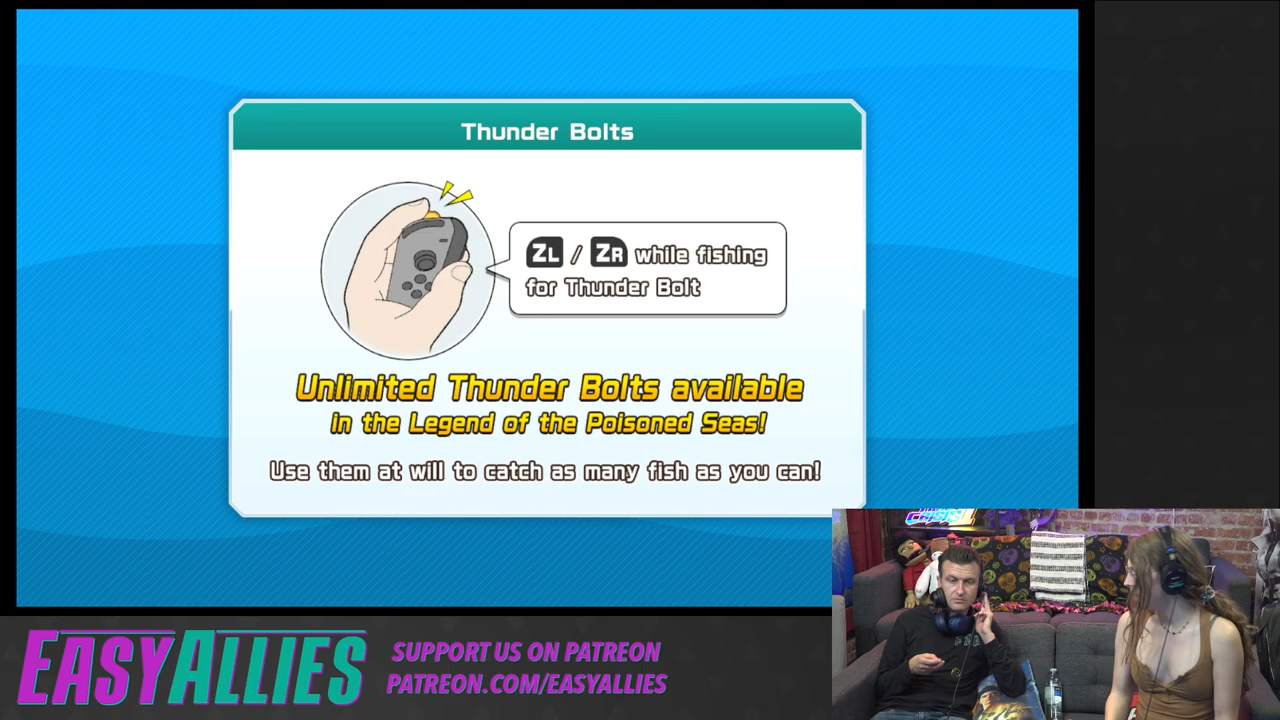 Thunder Bolts
ZL / ZR while fishing
for Thunder Bolt
Unlimited Thunder Bolts available
in the Legend of the Poisoned Seas!
Use them at will to catch as many fish as you can!
EASYALLIES
SUPPORT US ON PATREON
PATREON.COM/EASYALLIES